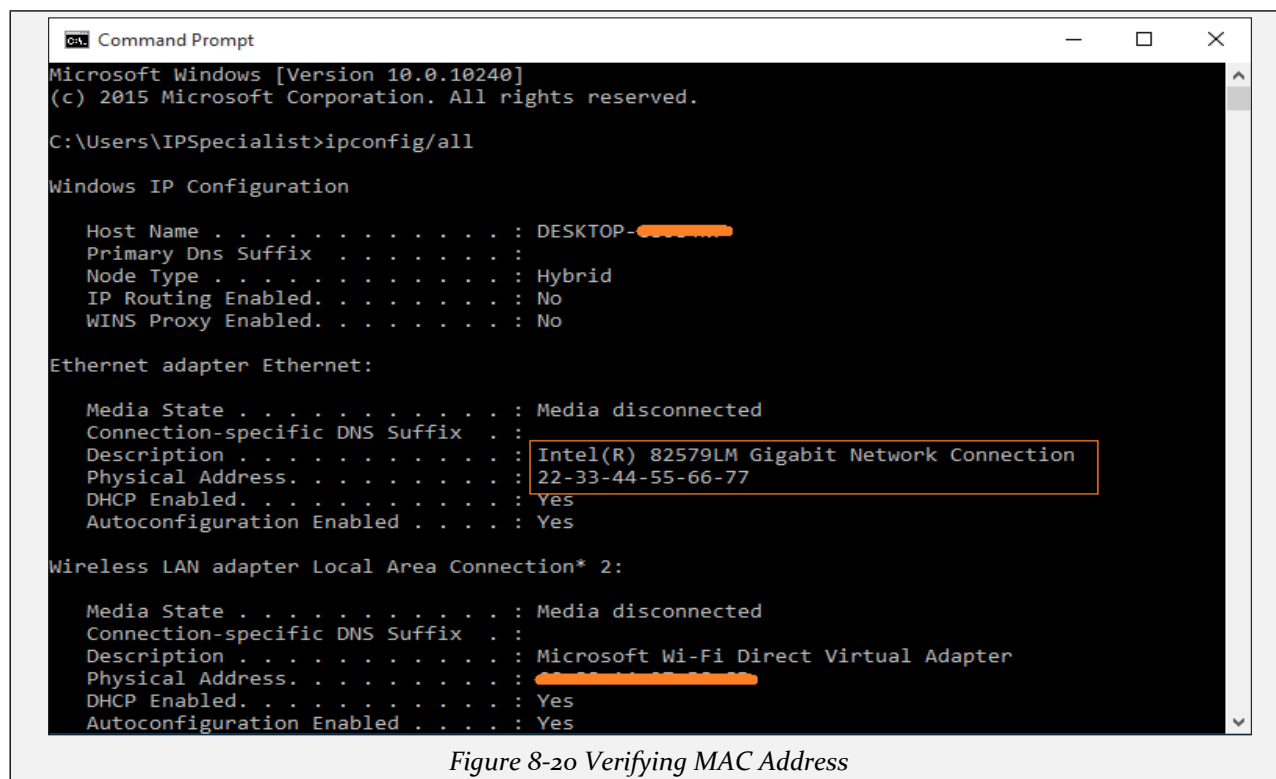 Command Prompt
Microsoft Windows [Version 10.0.10240]
(c) 2015 Microsoft Corporation. All rights reserved.
C:\Users\IPSpecialist>ipconfig/all
Windows IP Configuration
Host Name . . . . . . . . . . . . : DESKTOP-
Primary Dns Suffix . . . . . . . :
Node Type . . . . . . . . . . . . : Hybrid
IP Routing Enabled. . . . . . . . : No
WINS Proxy Enabled. . . . . . . . : No
Ethernet adapter Ethernet:
Media State . . . . . . . . . . . : Media disconnected
Connection-specific DNS Suffix . :
Description . . . . . . . . . . . : Intel(R) 82579LM Gigabit Network Connection
Physical Address. . . . . . . . . : 22-33-44-55-66-77
DHCP Enabled. . . . . . . . . . . : Yes
Autoconfiguration Enabled . . . . : Yes
Wireless LAN adapter Local Area Connection* 2:
Media State . . . . . . . . . . . : Media disconnected
Connection-specific DNS Suffix . :
Description . . . . . . . . . . . : Microsoft Wi-Fi Direct Virtual Adapter
Physical Address. . . . . . . . . :
DHCP Enabled. . . . . . . . . . . : Yes
Autoconfiguration Enabled . . . . : Yes
Figure 8-20 Verifying MAC Address